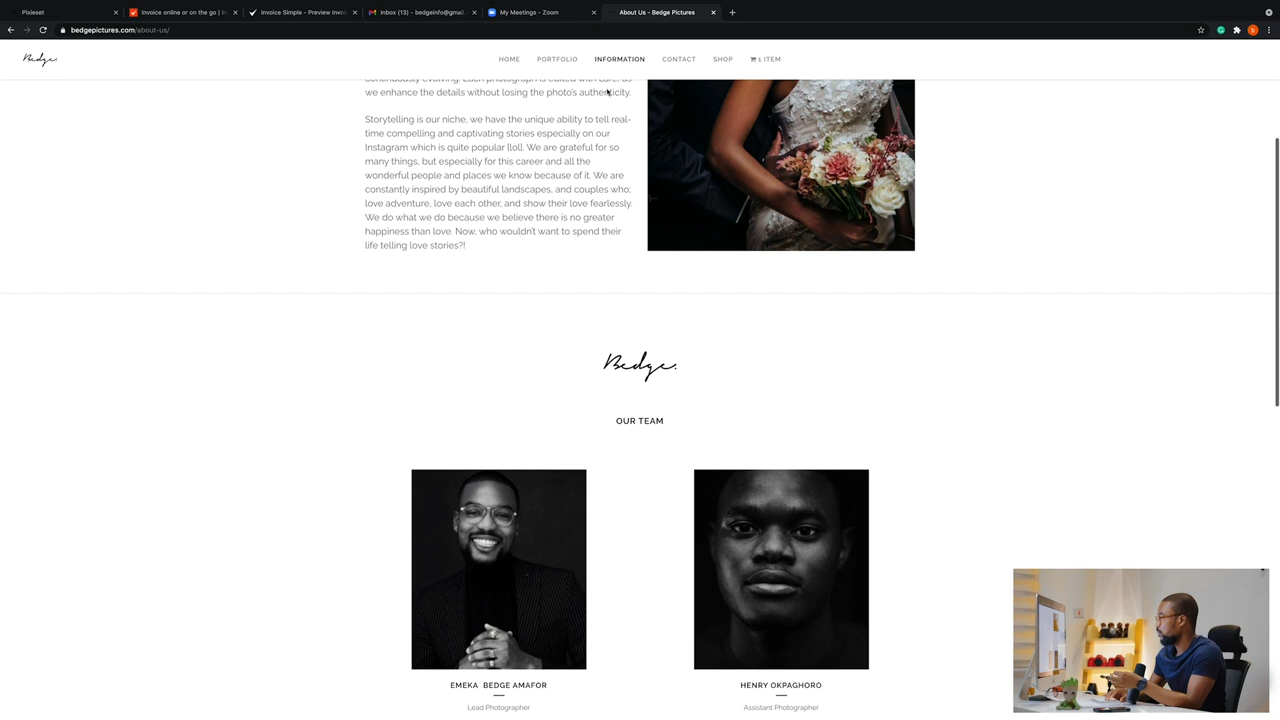 Pixieset
Invoice online or on the go | In
Invoice Simple - Preview Invoi
Inbox (13) - bedgeinfo@gmai
My Meetings - Zoom
About Us – Bedge Pictures
bedgepictures.com/about-us/
Bedge.
HOME PORTFOLIO INFORMATION CONTACT SHOP 1 ITEM
continuously evolving. Each photograph is edited with care, as
we enhance the details without losing the photo's authenticity.
Storytelling is our niche, we have the unique ability to tell real-
time compelling and captivating stories especially on our
Instagram which is quite popular [lol]. We are grateful for so
many things, but especially for this career and all the
wonderful people and places we know because of it. We are
constantly inspired by beautiful landscapes, and couples who;
love adventure, love each other, and show their love fearlessly.
We do what we do because we believe there is no greater
happiness than love. Now, who wouldn't want to spend their
life telling love stories?!
Bedge.
OUR TEAM
EMEKA BEDGE AMAFOR
Lead Photographer
HENRY OKPAGHORO
Assistant Photographer